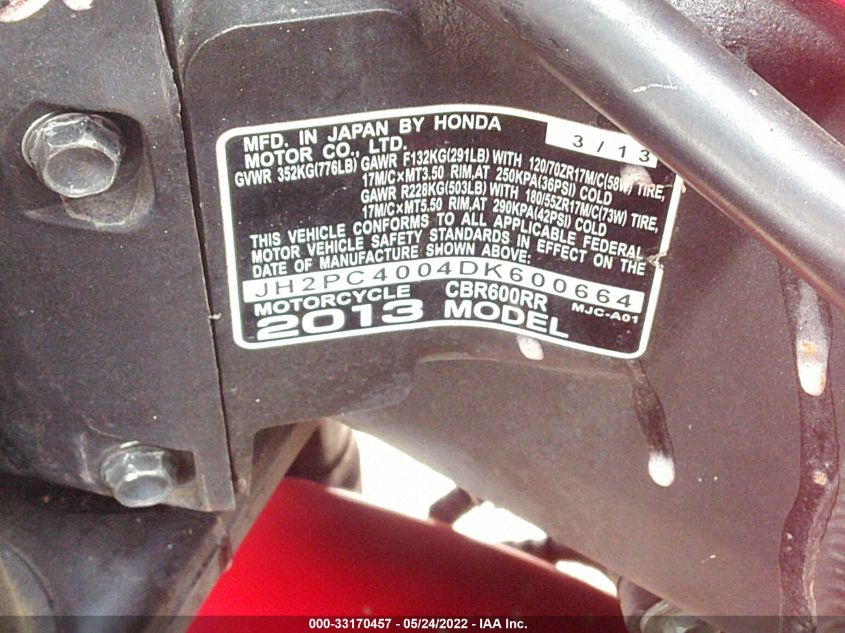 MFD. IN JAPAN BY HONDA
MOTOR CO., LTD. 3/13
GVWR 352KG(776LB) GAWR F132KG(291LB) WITH 120/70ZR17M/C(58W) TIRE,
17M/C×MT3.50 RIM,AT 250KPA(36PSI) COLD
GAWR R228KG(503LB) WITH 180/55ZR17M/C(73W) TIRE,
17M/C×MT5.50 RIM, AT 290KPA(42PSI) COLD
THIS VEHICLE CONFORMS TO ALL APPLICABLE FEDERAL
MOTOR VEHICLE SAFETY STANDARDS IN EFFECT ON THE
DATE OF MANUFACTURE SHOWN ABOVE:
JH2PC4004DK600664
MOTORCYCLE CBR600RR MJC-A01
2013 MODEL
000-33170457 - 05/24/2022 - IAA Inc.